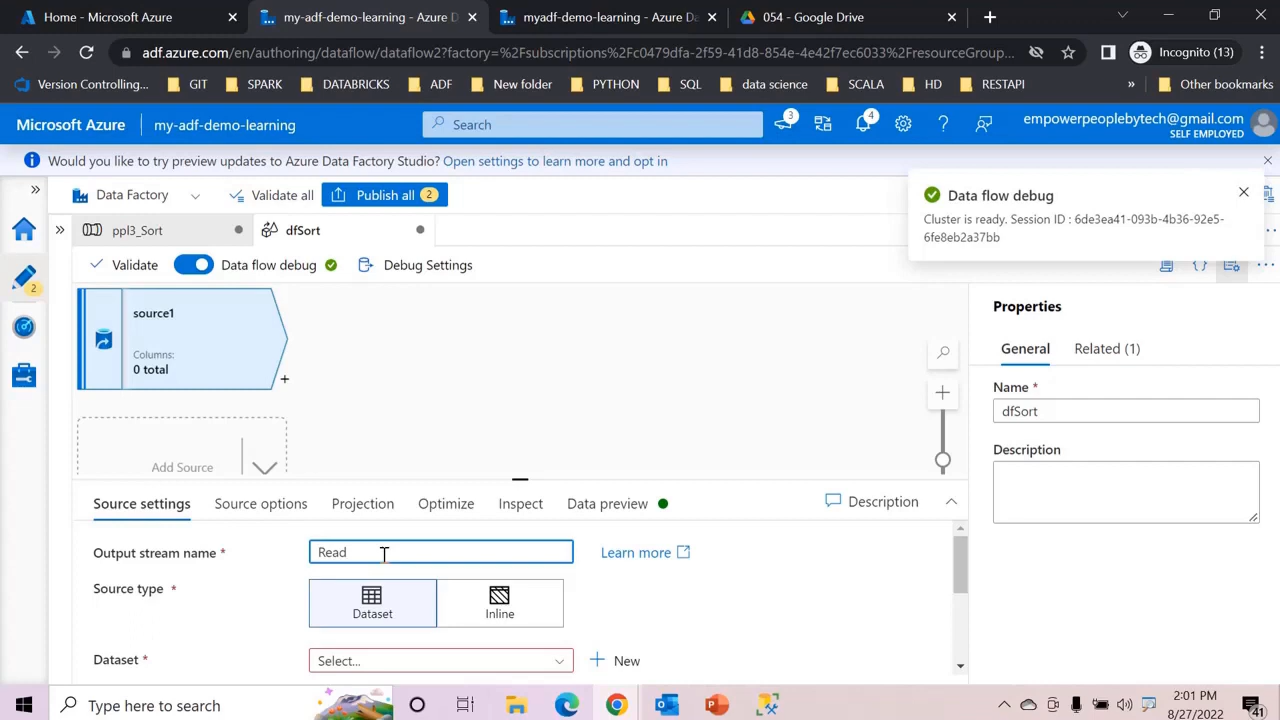 Home - Microsoft Azure
my-adf-demo-learning - Azure D
myadf-demo-learning - Azure Da
054 - Google Drive
adf.azure.com/en/authoring/dataflow/dataflow2?factory=%2Fsubscriptions%2Fc0479dfa-2f59-41d8-854e-4e42f7ec6033%2FresourceGroup...
Incognito (13)
Version Controlling...
GIT
SPARK
DATABRICKS
ADF
New folder
PYTHON
SQL
data science
SCALA
HD
RESTAPI
»
Other bookmarks
Microsoft Azure
my-adf-demo-learning
Search
3
4
empowerpeoplebytech@gmail.com
SELF EMPLOYED
Would you like to try preview updates to Azure Data Factory Studio? Open settings to learn more and opt in
Data Factory
Validate all
Publish all 2
Data flow debug
Cluster is ready. Session ID : 6de3ea41-093b-4b36-92e5-
6fe8eb2a37bb
ppl3_Sort
dfSort
2
Validate
Data flow debug
Debug Settings
source1
Columns:
0 total
Add Source
Properties
General
Related (1)
Name *
dfSort
Description
Source settings
Source options
Projection
Optimize
Inspect
Data preview
Description
Output stream name *
Read
Learn more
Source type *
Dataset
Inline
Dataset *
Select...
New
Type here to search
2:01 PM
8/27/2022
41